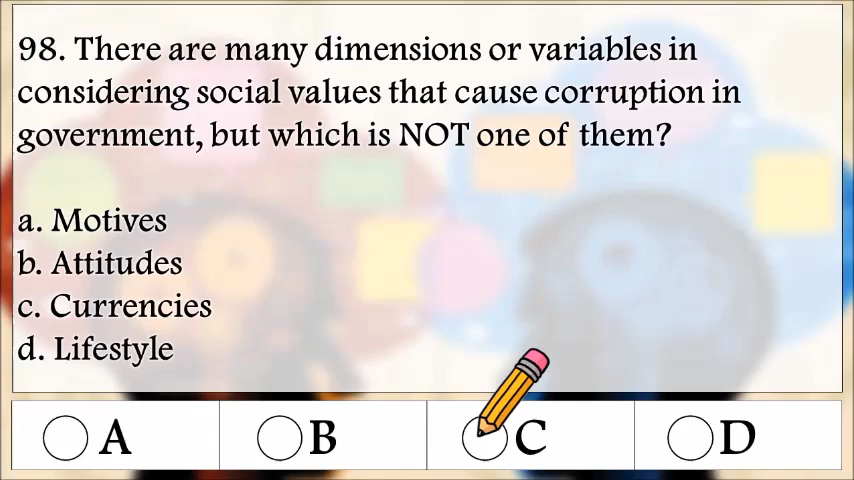 98. There are many dimensions or variables in
considering social values that cause corruption in
government, but which is NOT one of them?
a. Motives
b. Attitudes
c. Currencies
d. Lifestyle
A B C D